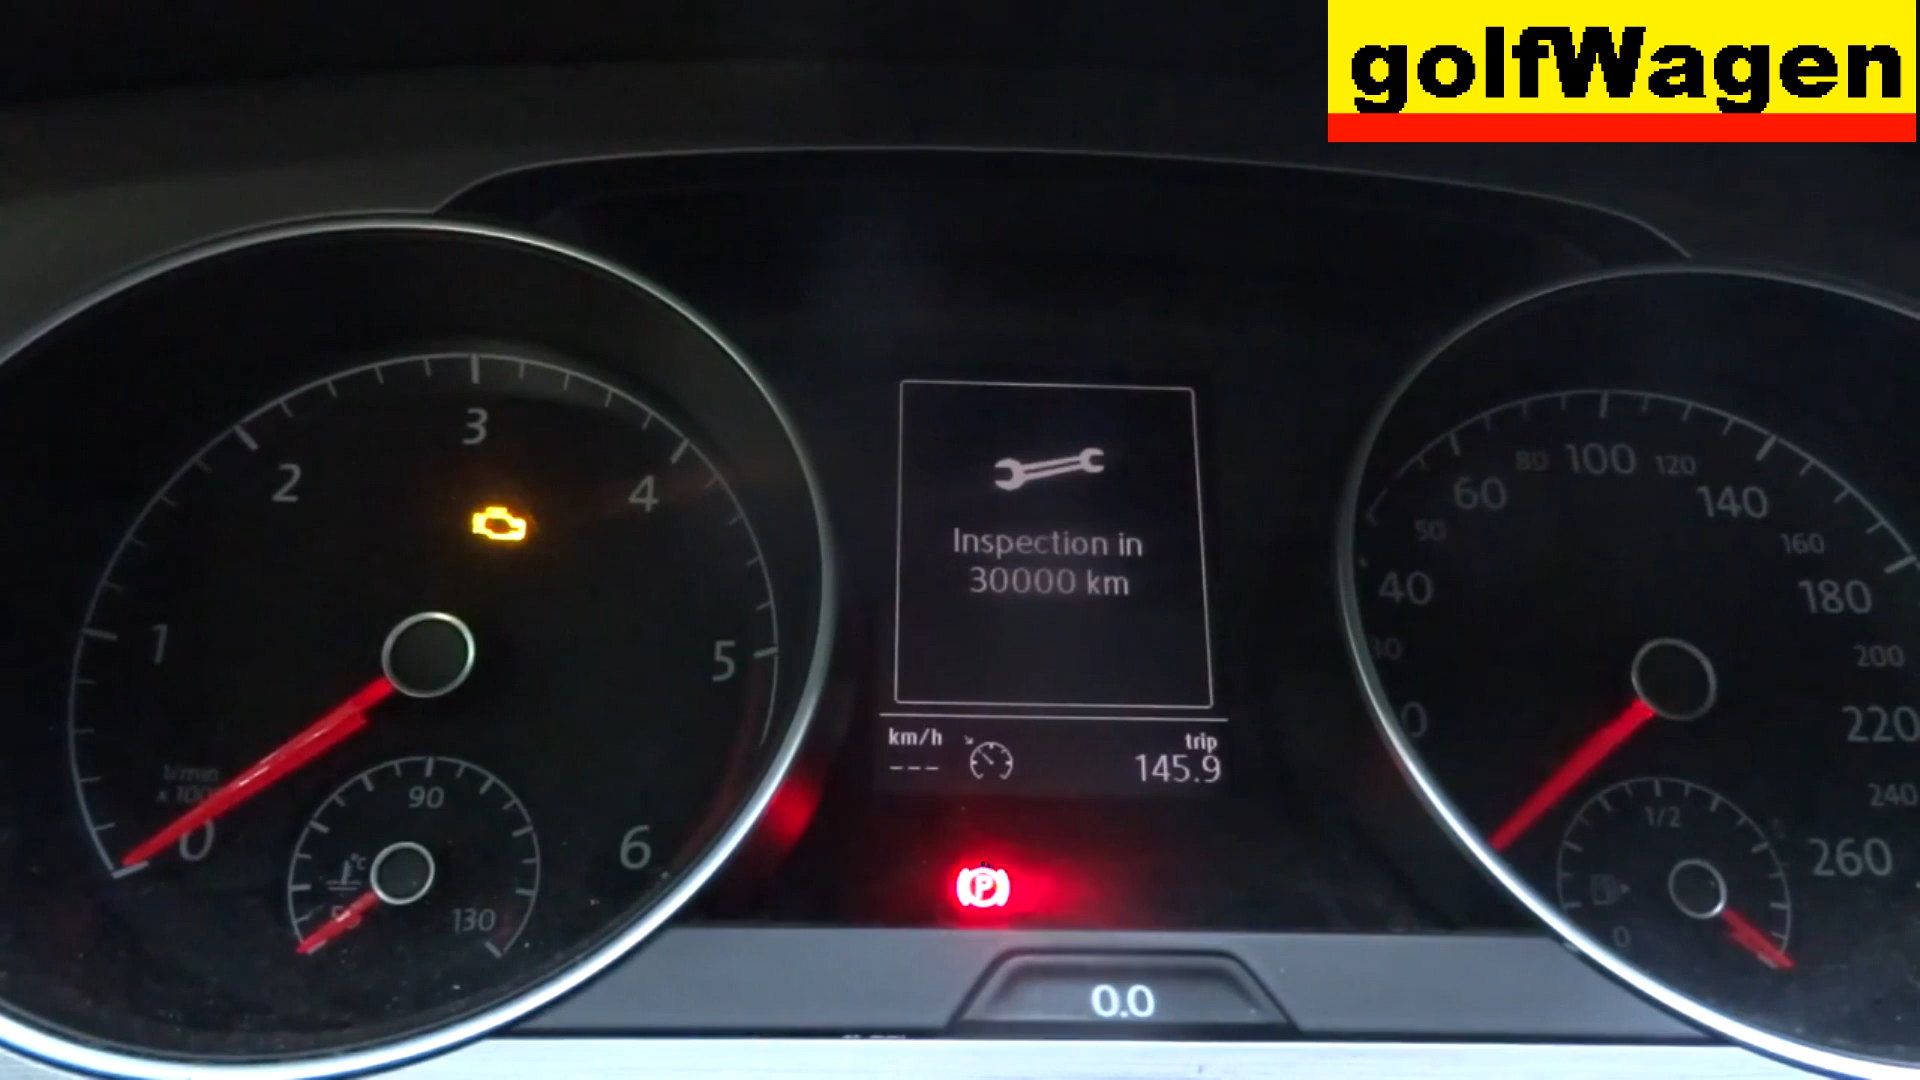 golfWagen
3
2
4
1
5
1/min
0
6
90
°C
50
130
Inspection in
30000 km
km/h
---
trip
145.9
P
0.0
80 100 120
60
140
50
160
40
180
30
200
220
240
1/2
260
0